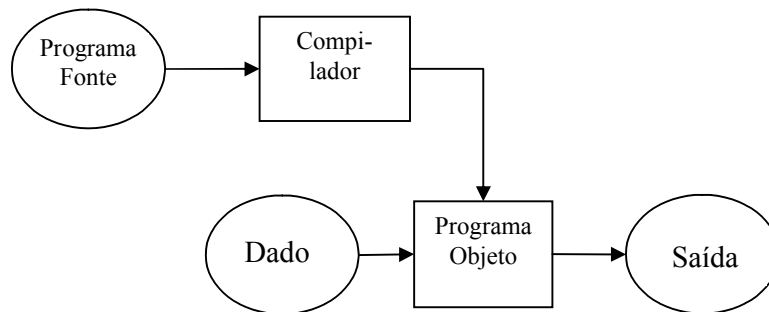 Programa
Fonte
Compi-
lador
Dado
Programa
Objeto
Saída